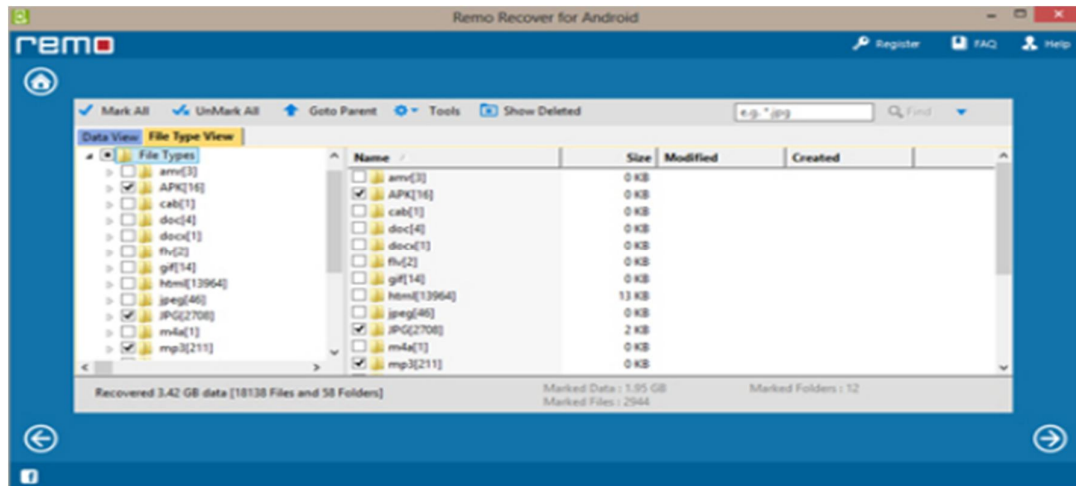 Remo Recover for Android
remo
Register FAQ Help
Mark All UnMark All Goto Parent Tools Show Deleted e.g. *.jpg Find
Data View File Type View
File Types
amr[3]
APK[16]
cab[1]
doc[4]
docx[1]
flv[2]
gif[14]
html[13964]
jpeg[46]
JPG[2708]
m4a[1]
mp3[211]
Name Size Modified Created
amr[3] 0 KB
APK[16] 0 KB
cab[1] 0 KB
doc[4] 0 KB
docx[1] 0 KB
flv[2] 0 KB
gif[14] 0 KB
html[13964] 13 KB
jpeg[46] 0 KB
JPG[2708] 2 KB
m4a[1] 0 KB
mp3[211] 0 KB
Recovered 3.42 GB data [18138 Files and 58 Folders]
Marked Data : 1.95 GB Marked Folders : 12
Marked Files : 2944